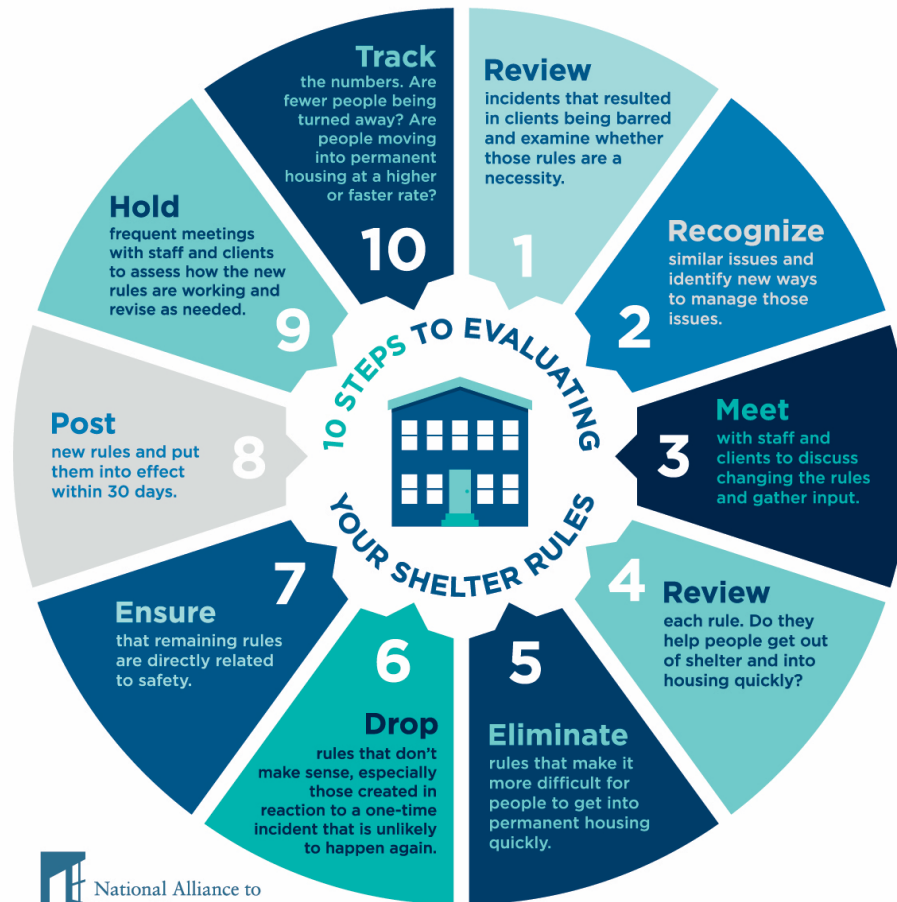 10 STEPS TO EVALUATING
YOUR SHELTER RULES
1
Review
incidents that resulted
in clients being barred
and examine whether
those rules are a
necessity.
2
Recognize
similar issues and
identify new ways
to manage those
issues.
3
Meet
with staff and
clients to discuss
changing the rules
and gather input.
4
Review
each rule. Do they
help people get out
of shelter and into
housing quickly?
5
Eliminate
rules that make it
more difficult for
people to get into
permanent housing
quickly.
6
Drop
rules that don't
make sense, especially
those created in
reaction to a one-time
incident that is unlikely
to happen again.
7
Ensure
that remaining rules
are directly related
to safety.
8
Post
new rules and put
them into effect
within 30 days.
9
Hold
frequent meetings
with staff and clients
to assess how the new
rules are working and
revise as needed.
10
Track
the numbers. Are
fewer people being
turned away? Are
people moving
into permanent
housing at a higher
or faster rate?
National Alliance to